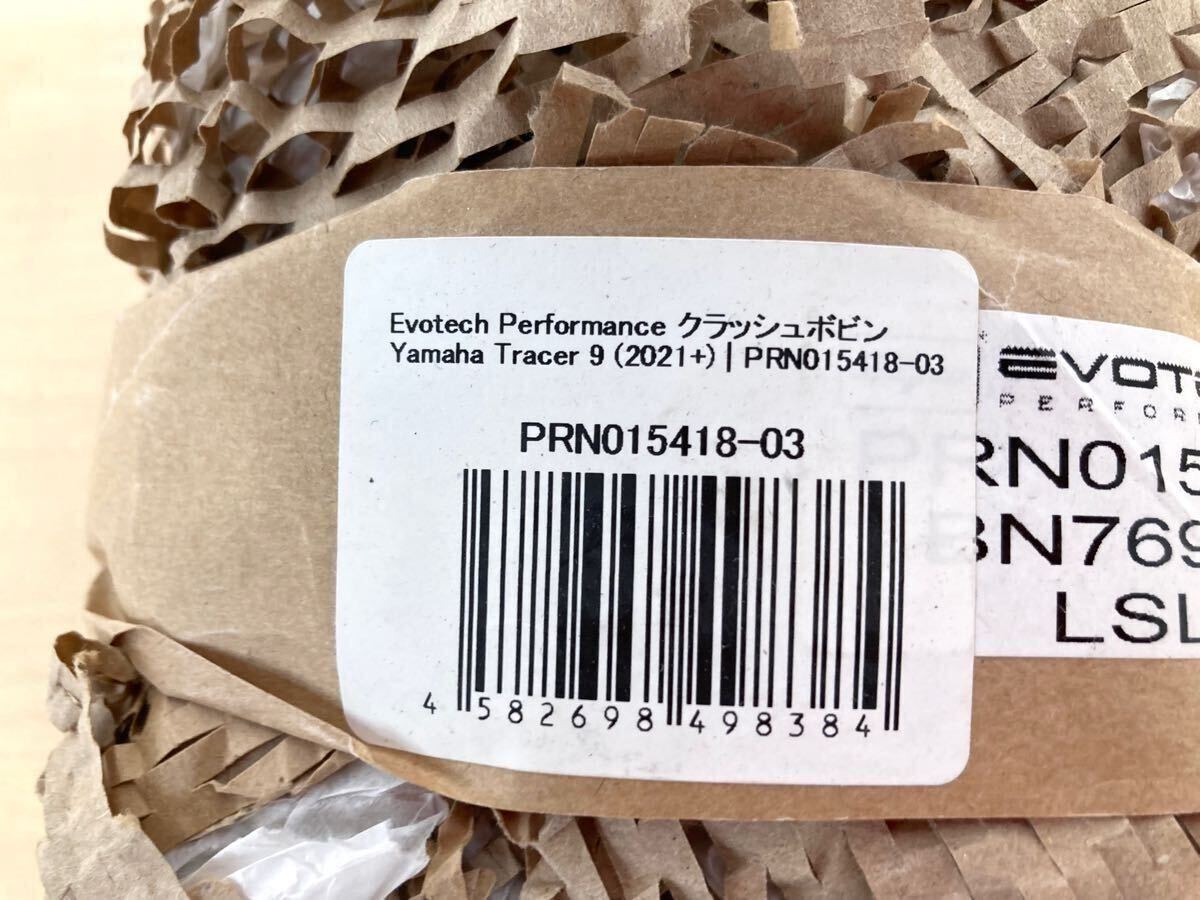 Evotech Performance クラッシュボビン
Yamaha Tracer 9 (2021+) | PRN015418-03
PRN015418-03
4 582698 498384
EVOT
PERFOR
PRN015
BN769
LSL